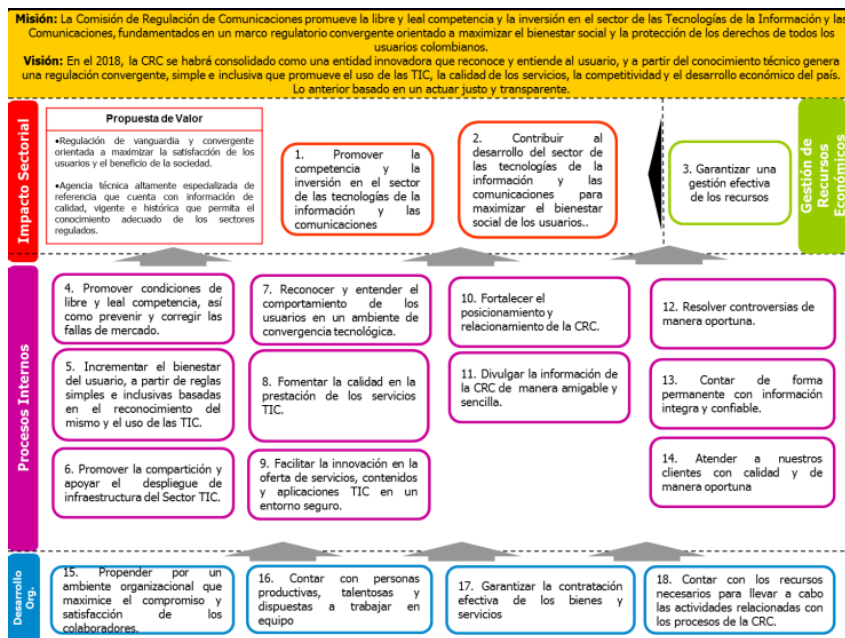 Misión: La Comisión de Regulación de Comunicaciones promueve la libre y leal competencia y la inversión en el sector de las Tecnologías de la Información y las
Comunicaciones, fundamentados en un marco regulatorio convergente orientado a maximizar el bienestar social y la protección de los derechos de todos los
usuarios colombianos.
Visión: En el 2018, la CRC se habrá consolidado como una entidad innovadora que reconoce y entiende al usuario, y a partir del conocimiento técnico genera
una regulación convergente, simple e inclusiva que promueve el uso de las TIC, la calidad de los servicios, la competitividad y el desarrollo económico del país.
Lo anterior basado en un actuar justo y transparente.
Impacto Sectorial
Propuesta de Valor
•Regulación de vanguardia y convergente
orientada a maximizar la satisfacción de los
usuarios y el beneficio de la sociedad.
•Agencia técnica altamente especializada de
referencia que cuenta con información de
calidad, vigente e histórica que permita el
conocimiento adecuado de los sectores
regulados.
1. Promover la
competencia y la
inversión en el sector
de las tecnologías de la
información y las
comunicaciones
2. Contribuir al
desarrollo del sector de
las tecnologías de la
información y las
comunicaciones para
maximizar el bienestar
social de los usuarios..
3. Garantizar una
gestión efectiva
de los recursos
Gestión de
Recursos
Económicos
Procesos Internos
4. Promover condiciones de
libre y leal competencia, así
como prevenir y corregir las
fallas de mercado.
5. Incrementar el bienestar
del usuario, a partir de reglas
simples e inclusivas basadas
en el reconocimiento del
mismo y el uso de las TIC.
6. Promover la compartición y
apoyar el despliegue de
infraestructura del Sector TIC.
7. Reconocer y entender el
comportamiento de los
usuarios en un ambiente de
convergencia tecnológica.
8. Fomentar la calidad en la
prestación de los servicios
TIC.
9. Facilitar la innovación en la
oferta de servicios, contenidos
y aplicaciones TIC en un
entorno seguro.
10. Fortalecer el
posicionamiento y
relacionamiento de la CRC.
11. Divulgar la información de
la CRC de manera amigable y
sencilla.
12. Resolver controversias de
manera oportuna.
13. Contar de forma
permanente con información
integra y confiable.
14. Atender a nuestros
clientes con calidad y de
manera oportuna
Desarrollo
Org.
15. Propender por un
ambiente organizacional que
maximice el compromiso y
satisfacción de los
colaboradores.
16. Contar con personas
productivas, talentosas y
dispuestas a trabajar en
equipo
17. Garantizar la contratación
efectiva de los bienes y
servicios
18. Contar con los recursos
necesarios para llevar a cabo
las actividades relacionadas
con los procesos de la CRC.